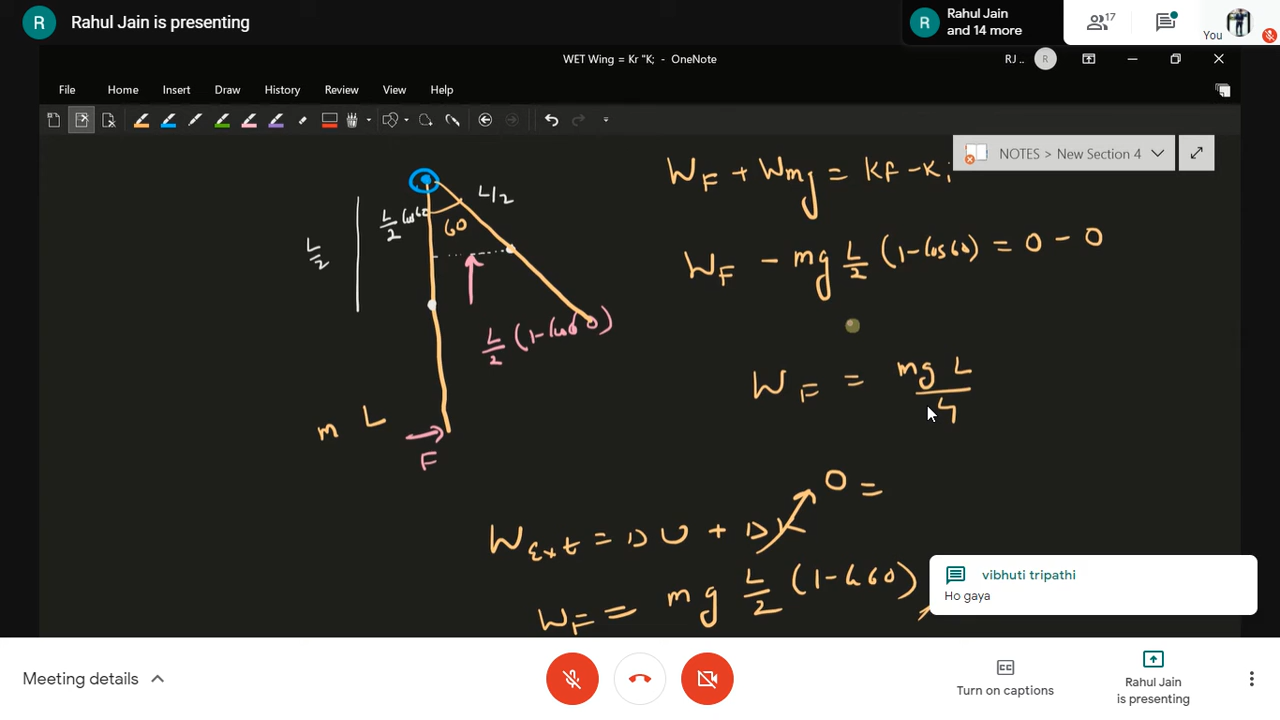 R Rahul Jain is presenting
R Rahul Jain and 14 more
17
You
WET Wing = Kr "K; - OneNote
RJ ..
R
File Home Insert Draw History Review View Help
NOTES > New Section 4
L/2
L/2 cos60
60
L/2
L/2 (1-cos60)
m L
F
WF + Wmg = Kf - Ki
WF - mg L/2 (1-cos60) = 0 - 0
WF = mg L/4
WExt = ΔU + ΔK 0 =
WF = mg L/2 (1-cos60)
vibhuti tripathi
Ho gaya
Meeting details
CC
Turn on captions
Rahul Jain
is presenting